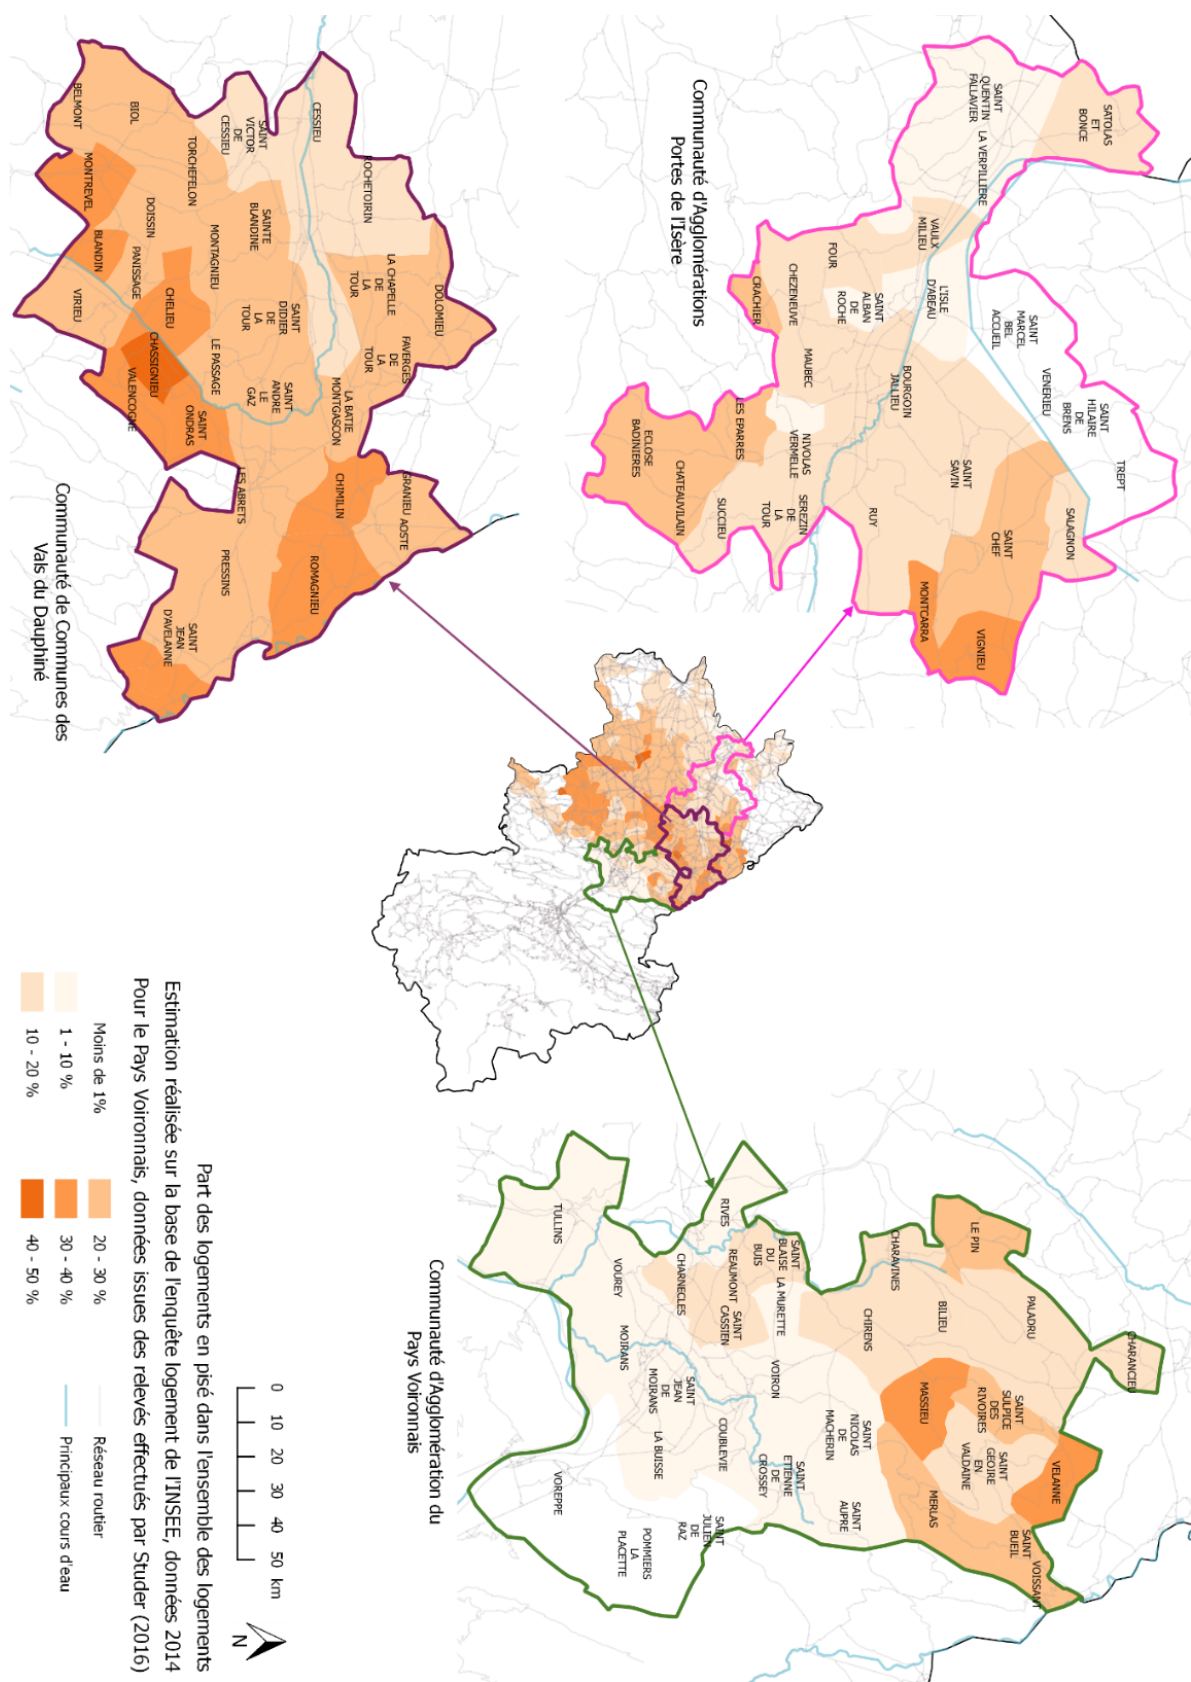 SATOLAS
ET
BONCE
SAINT
QUENTIN
FALLAVIER
LA VERPILLIERE
VAULX
MILIEU
FOUR
L'ISLE
D'ABEAU
SAINT
ALBAN
DE
ROCHE
CHEZENEUVE
CRACHIER
MAUBEC
BOURGOIN
JALLIEU
SAINT
MARCEL
BEL
ACCUEIL
VENERIEU
SAINT
HILAIRE
DE
BRENS
TREPT
SALAGNON
SAINT
SAVIN
SAINT
CHEF
VIGNIEU
MONTCARRA
RUY
NIVOLAS
VERMELLE
SEREZIN
DE
LA
TOUR
LES EPARRES
SUCCIEU
CHATEAUVILAIN
ECLOSE
BADINIERES
Communauté d'Agglomérations
Portes de l'Isère
CESSIEU
ROCHETOIRIN
SAINT
VICTOR
DE
CESSIEU
TORCHEFELON
BIOL
BELMONT
MONTREVEL
DOISSIN
BLANDIN
PANISSAGE
VIRIEU
CHELIEU
MONTAGNIEU
SAINTE
BLANDINE
LA CHAPELLE
DE
LA
TOUR
DOLOMIEU
FAVERGES
DE
LA
TOUR
SAINT
DIDIER
DE
LA
TOUR
LE PASSAGE
CHASSIGNIEU
VALENCOGNE
SAINT
ONDRAS
SAINT
ANDRE
LE
GAZ
LA BATIE
MONTGASCON
GRANIEU AOSTE
CHIMILIN
ROMAGNIEU
LES ABRETS
PRESSINS
SAINT
JEAN
D'AVELANNE
Communauté de Communes des
Vals du Dauphiné
CHARANCIEU
LE PIN
PALADRU
BILIEU
CHARAVINES
CHIRENS
MASSIEU
SAINT
SULPICE
DES
RIVOIRES
SAINT
GEOIRE
EN
VALDAINE
VELANNE
SAINT
BUEIL
VOISSANT
MERLAS
SAINT
BLAISE
DU
BUIS
LA MURETTE
RIVES
REAUMONT
SAINT
CASSIEN
CHARNECLES
VOIRON
SAINT
NICOLAS
DE
MACHERIN
SAINT
AUPRE
SAINT
ETIENNE
DE
CROSSEY
COUBLEVIE
SAINT
JULIEN
DE
RAZ
POMMIERS
LA
PLACETTE
LA BUISSE
SAINT
JEAN
DE
MOIRANS
MOIRANS
VOUREY
TULLINS
VOREPPE
Communauté d'Agglomération du
Pays Voironnais
0 10 20 30 40 50 km
N
Part des logements en pisé dans l'ensemble des logements
Estimation réalisée sur la base de l'enquête logement de l'INSEE, données 2014
Pour le Pays Voironnais, données issues des relevés effectués par Studer (2016)
Moins de 1%
1 - 10 %
10 - 20 %
20 - 30 %
30 - 40 %
40 - 50 %
Réseau routier
Principaux cours d'eau